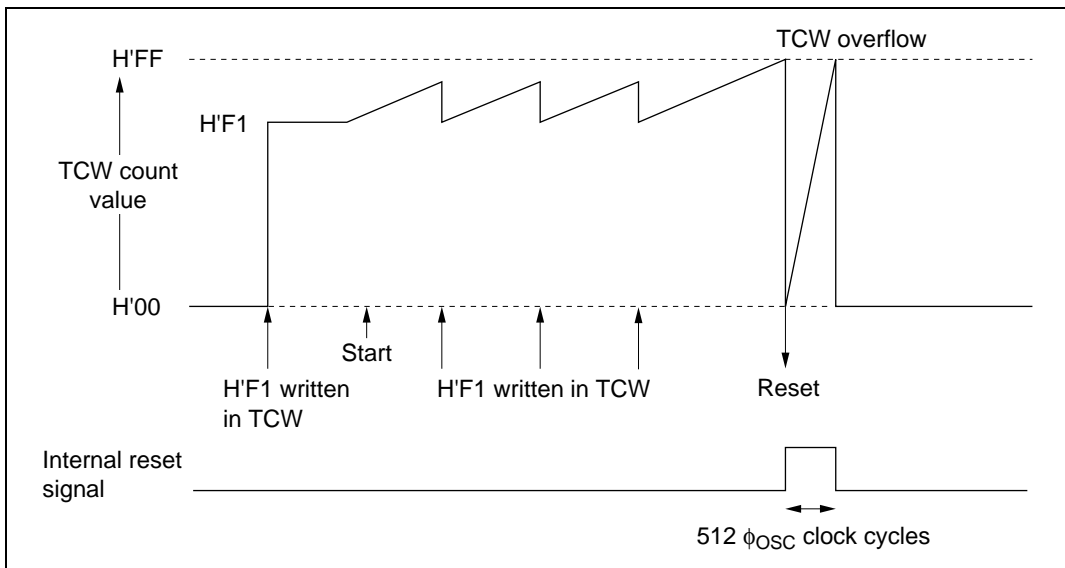 TCW overflow
H'FF
H'F1
TCW count
value
H'00
Start
H'F1 written
in TCW
H'F1 written in TCW
Reset
Internal reset
signal
512 ϕOSC clock cycles